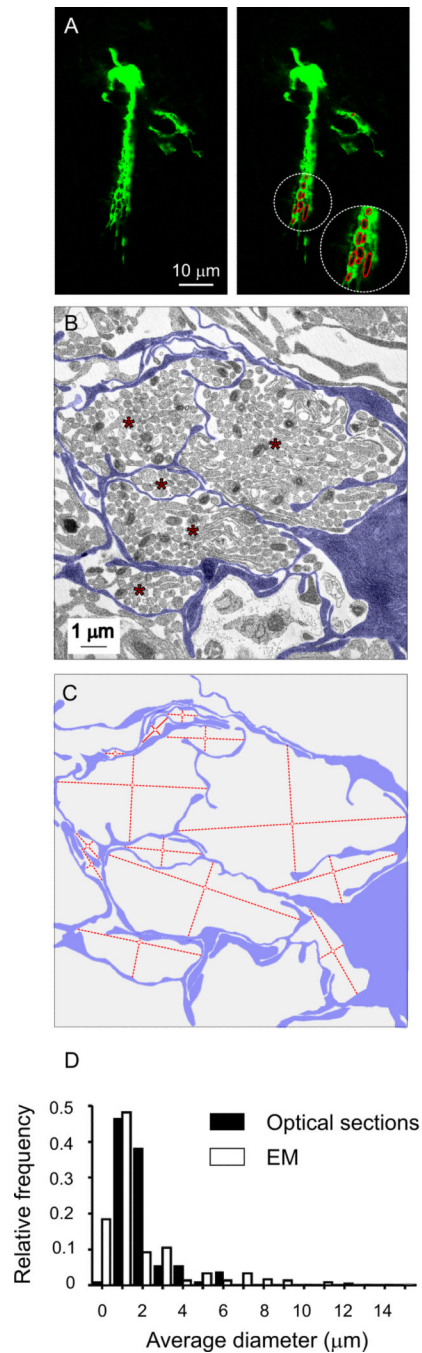 A
10 μm
B
* * * * *
1 μm
C
D
Relative frequency
0.5
0.4
0.3
0.2
0.1
0
Optical sections
EM
0 2 4 6 8 10 12 14
Average diameter (μm)